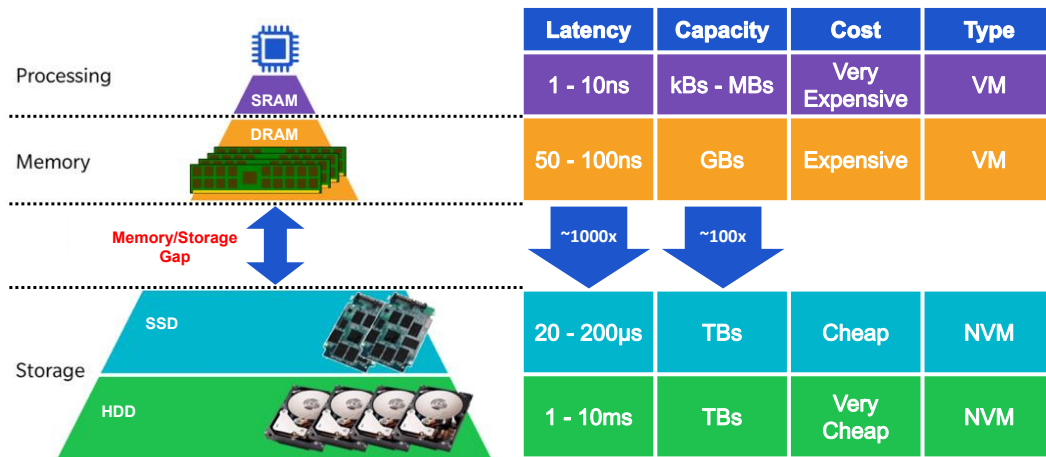 Latency Capacity Cost Type
Processing
SRAM
1 - 10ns kBs - MBs Very Expensive VM
DRAM
Memory
50 - 100ns GBs Expensive VM
Memory/Storage
Gap
~1000x ~100x
SSD
20 - 200µs TBs Cheap NVM
Storage
HDD
1 - 10ms TBs Very Cheap NVM